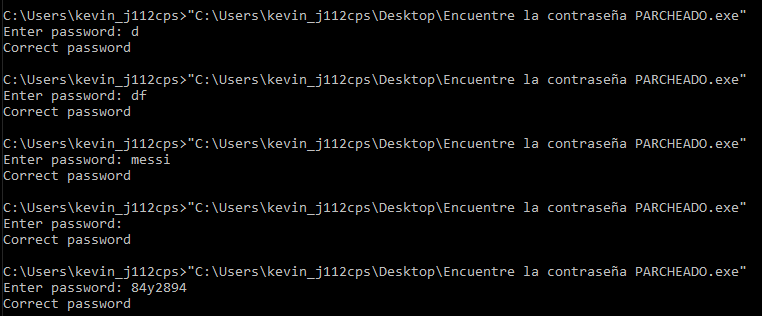 C:\Users\kevin_j112cps>"C:\Users\kevin_j112cps\Desktop\Encuentre la contraseña PARCHEADO.exe"
Enter password: d
Correct password
C:\Users\kevin_j112cps>"C:\Users\kevin_j112cps\Desktop\Encuentre la contraseña PARCHEADO.exe"
Enter password: df
Correct password
C:\Users\kevin_j112cps>"C:\Users\kevin_j112cps\Desktop\Encuentre la contraseña PARCHEADO.exe"
Enter password: messi
Correct password
C:\Users\kevin_j112cps>"C:\Users\kevin_j112cps\Desktop\Encuentre la contraseña PARCHEADO.exe"
Enter password:
Correct password
C:\Users\kevin_j112cps>"C:\Users\kevin_j112cps\Desktop\Encuentre la contraseña PARCHEADO.exe"
Enter password: 84y2894
Correct password